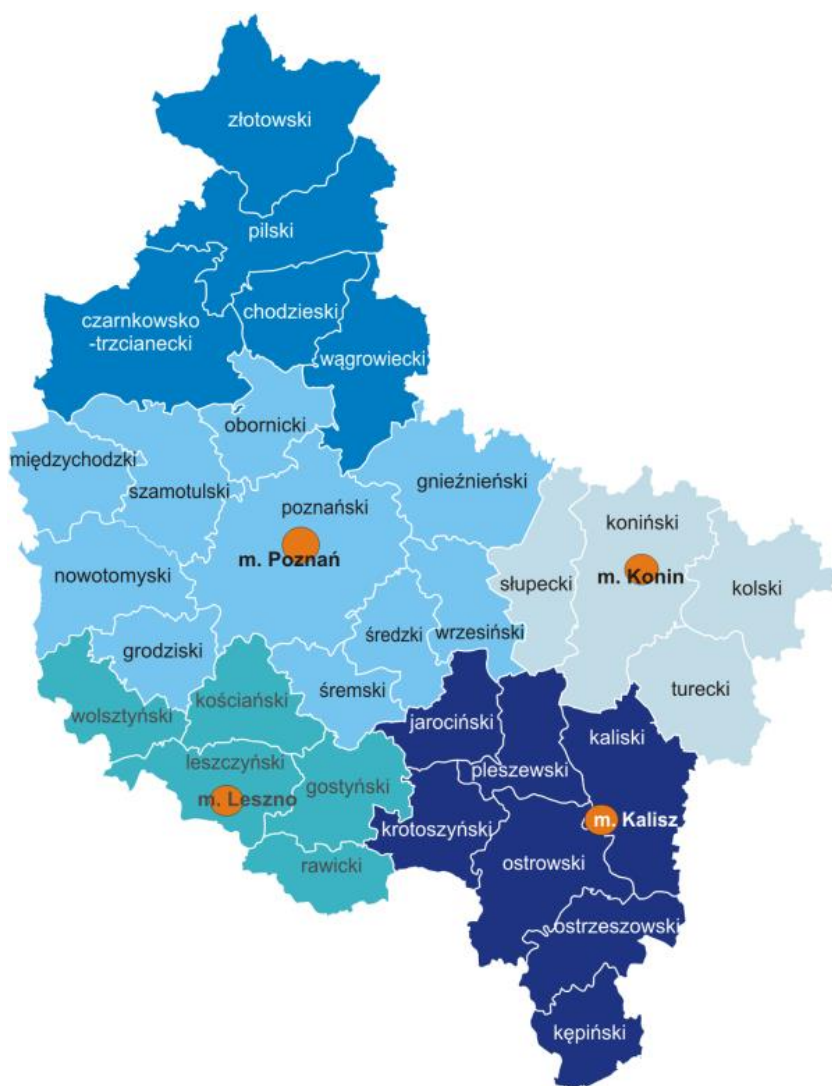 złotowski
pilski
chodzieski
czarnkowsko
-trzcianecki
wągrowiecki
obornicki
międzychodzki
szamotulski
gnieźnieński
poznański
koniński
m. Poznań
nowotomyski
słupecki
m. Konin
kolski
średzki
wrzesiński
grodziski
śremski
turecki
kościański
wolsztyński
jarociński
kaliski
leszczyński
pleszewski
gostyński
m. Leszno
m. Kalisz
krotoszyński
ostrowski
rawicki
ostrzeszowski
kępiński